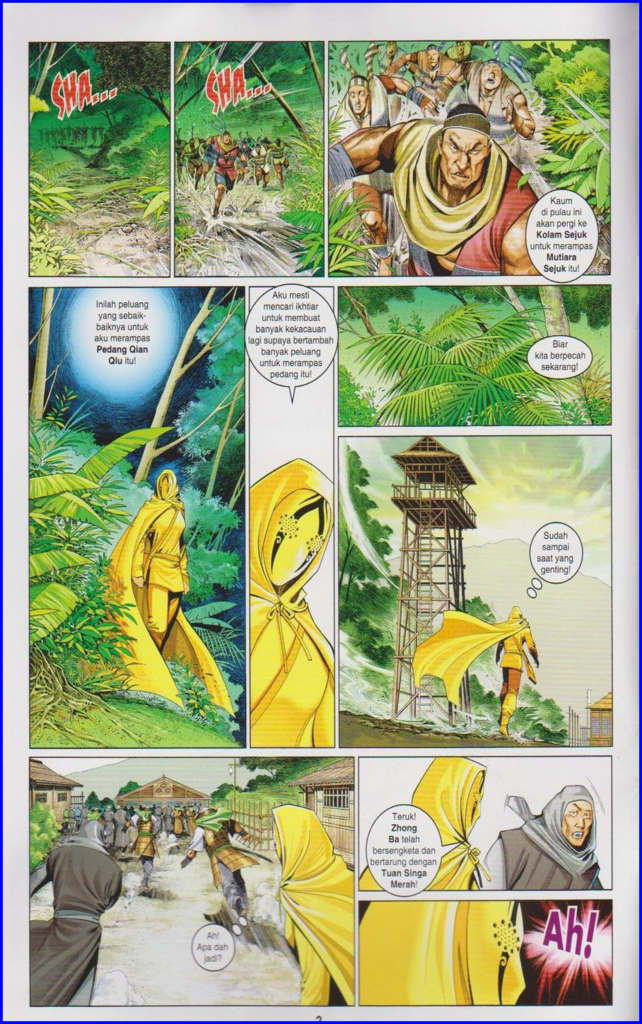 SHA...
SHA...
Kaum
di pulau ini
akan pergi ke
Kolam Sejuk
untuk merampas
Mutiara
Sejuk itu!
Inilah peluang
yang sebaik-
baiknya untuk
aku merampas
Pedang Qian
Qiu itu!
Aku mesti
mencari ikhtiar
untuk membuat
banyak kekacauan
lagi supaya bertambah
banyak peluang
untuk merampas
pedang itu!
Biar
kita berpecah
sekarang!
Sudah
sampai
saat yang
genting!
Ah!
Apa dah
jadi?
Teruk!
Zhong
Ba telah
bersengketa dan
bertarung dengan
Tuan Singa
Merah!
Ah!